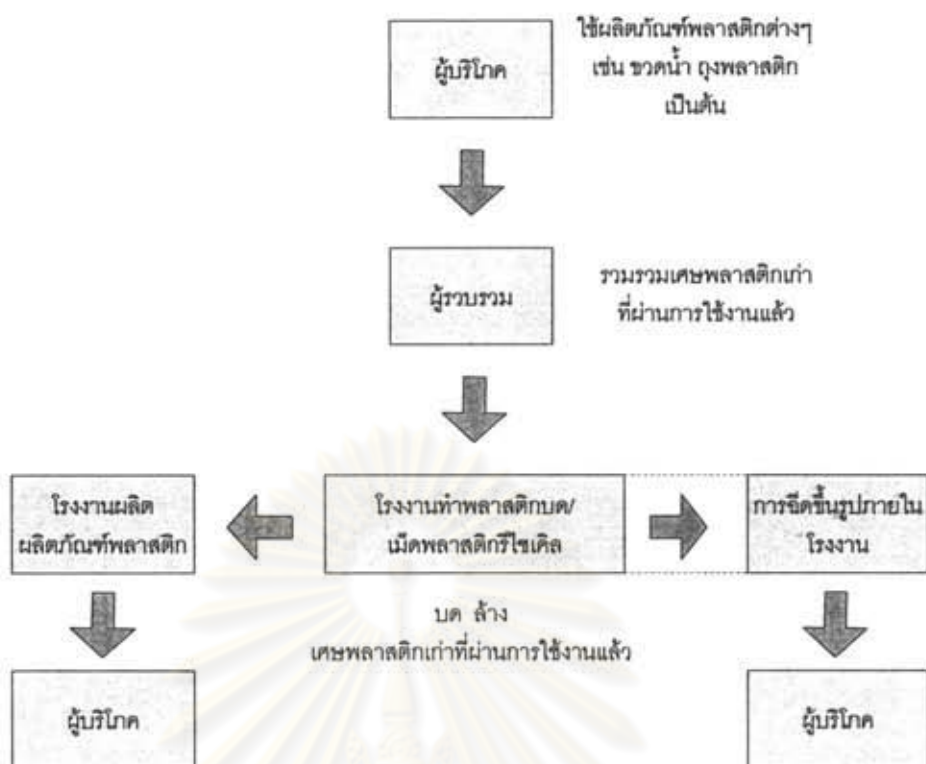 ผู้บริโภค
ใช้ผลิตภัณฑ์พลาสติกต่างๆ
เช่น ขวดน้ำ ถุงพลาสติก
เป็นต้น
ผู้รวบรวม
รวมรวมเศษพลาสติกเก่า
ที่ผ่านการใช้งานแล้ว
โรงงานผลิต
ผลิตภัณฑ์พลาสติก
โรงงานทำพลาสติกบด/
เม็ดพลาสติกรีไซเคิล
การฉีดขึ้นรูปภายใน
โรงงาน
บด ล้าง
เศษพลาสติกเก่าที่ผ่านการใช้งานแล้ว
ผู้บริโภค
ผู้บริโภค